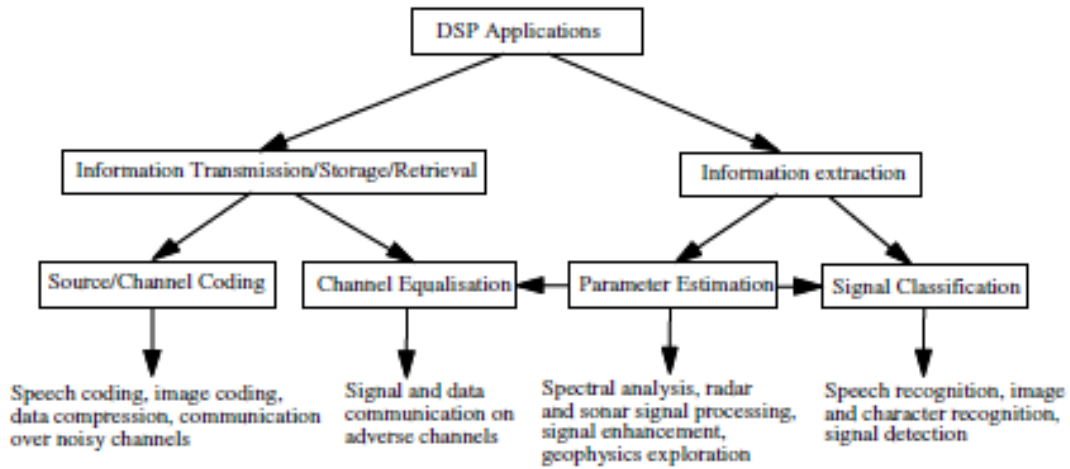 DSP Applications
Information Transmission/Storage/Retrieval
Information extraction
Source/Channel Coding
Channel Equalisation
Parameter Estimation
Signal Classification
Speech coding, image coding,
data compression, communication
over noisy channels
Signal and data
communication on
adverse channels
Spectral analysis, radar
and sonar signal processing,
signal enhancement,
geophysics exploration
Speech recognition, image
and character recognition,
signal detection